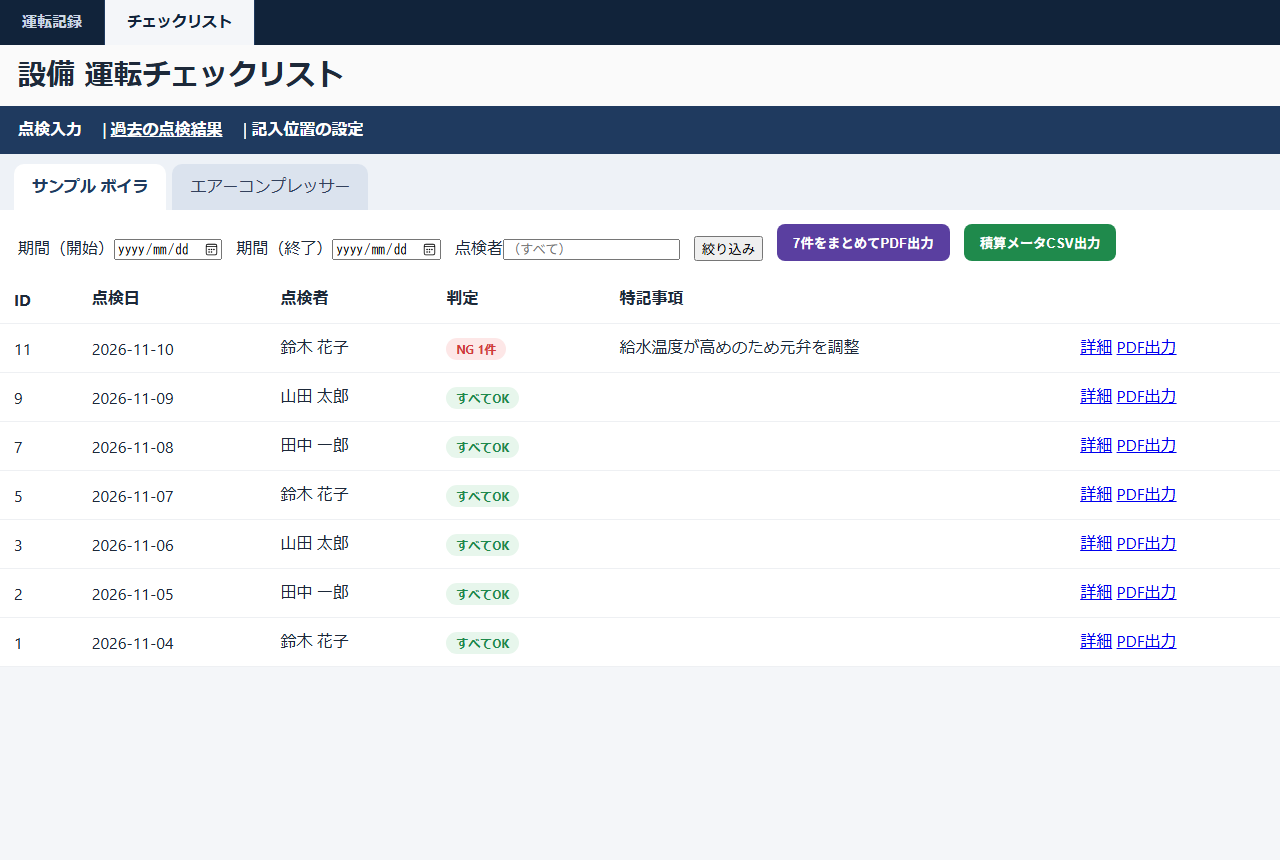 運転記録 チェックリスト
設備 運転チェックリスト
点検入力 | 過去の点検結果 | 記入位置の設定
サンプル ボイラ エアーコンプレッサー
期間（開始） yyyy/mm/dd 期間（終了） yyyy/mm/dd 点検者 （すべて） 絞り込み 7件をまとめてPDF出力 積算メータCSV出力
ID 点検日 点検者 判定 特記事項
11 2026-11-10 鈴木 花子 NG 1件 給水温度が高めのため元弁を調整 詳細 PDF出力
9 2026-11-09 山田 太郎 すべてOK 詳細 PDF出力
7 2026-11-08 田中 一郎 すべてOK 詳細 PDF出力
5 2026-11-07 鈴木 花子 すべてOK 詳細 PDF出力
3 2026-11-06 山田 太郎 すべてOK 詳細 PDF出力
2 2026-11-05 田中 一郎 すべてOK 詳細 PDF出力
1 2026-11-04 鈴木 花子 すべてOK 詳細 PDF出力